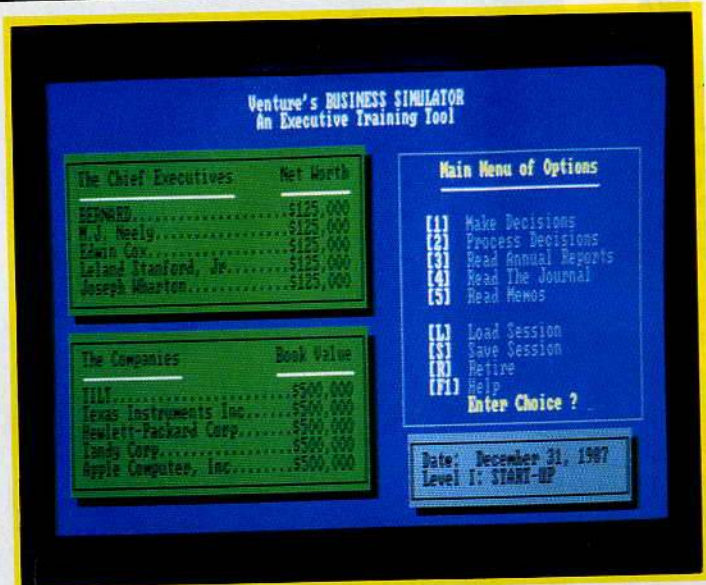 Venture's BUSINESS SIMULATOR
An Executive Training Tool
The Chief Executives Net Worth
BERNARD..................$125,000
W.J. Neely...............$125,000
Edwin Cox................$125,000
Leland Stanford, Jr......$125,000
Joseph Wharton...........$125,000
The Companies Book Value
TILT.....................$500,000
Texas Instruments Inc....$500,000
Hewlett-Packard Corp.....$500,000
Tandy Corp...............$500,000
Apple Computer, Inc......$500,000
Main Menu of Options
[1] Make Decisions
[2] Process Decisions
[3] Read Annual Reports
[4] Read The Journal
[5] Read Memos
[L] Load Session
[S] Save Session
[R] Retire
[F1] Help
Enter Choice ? _
Date: December 31, 1987
Level I: START-UP